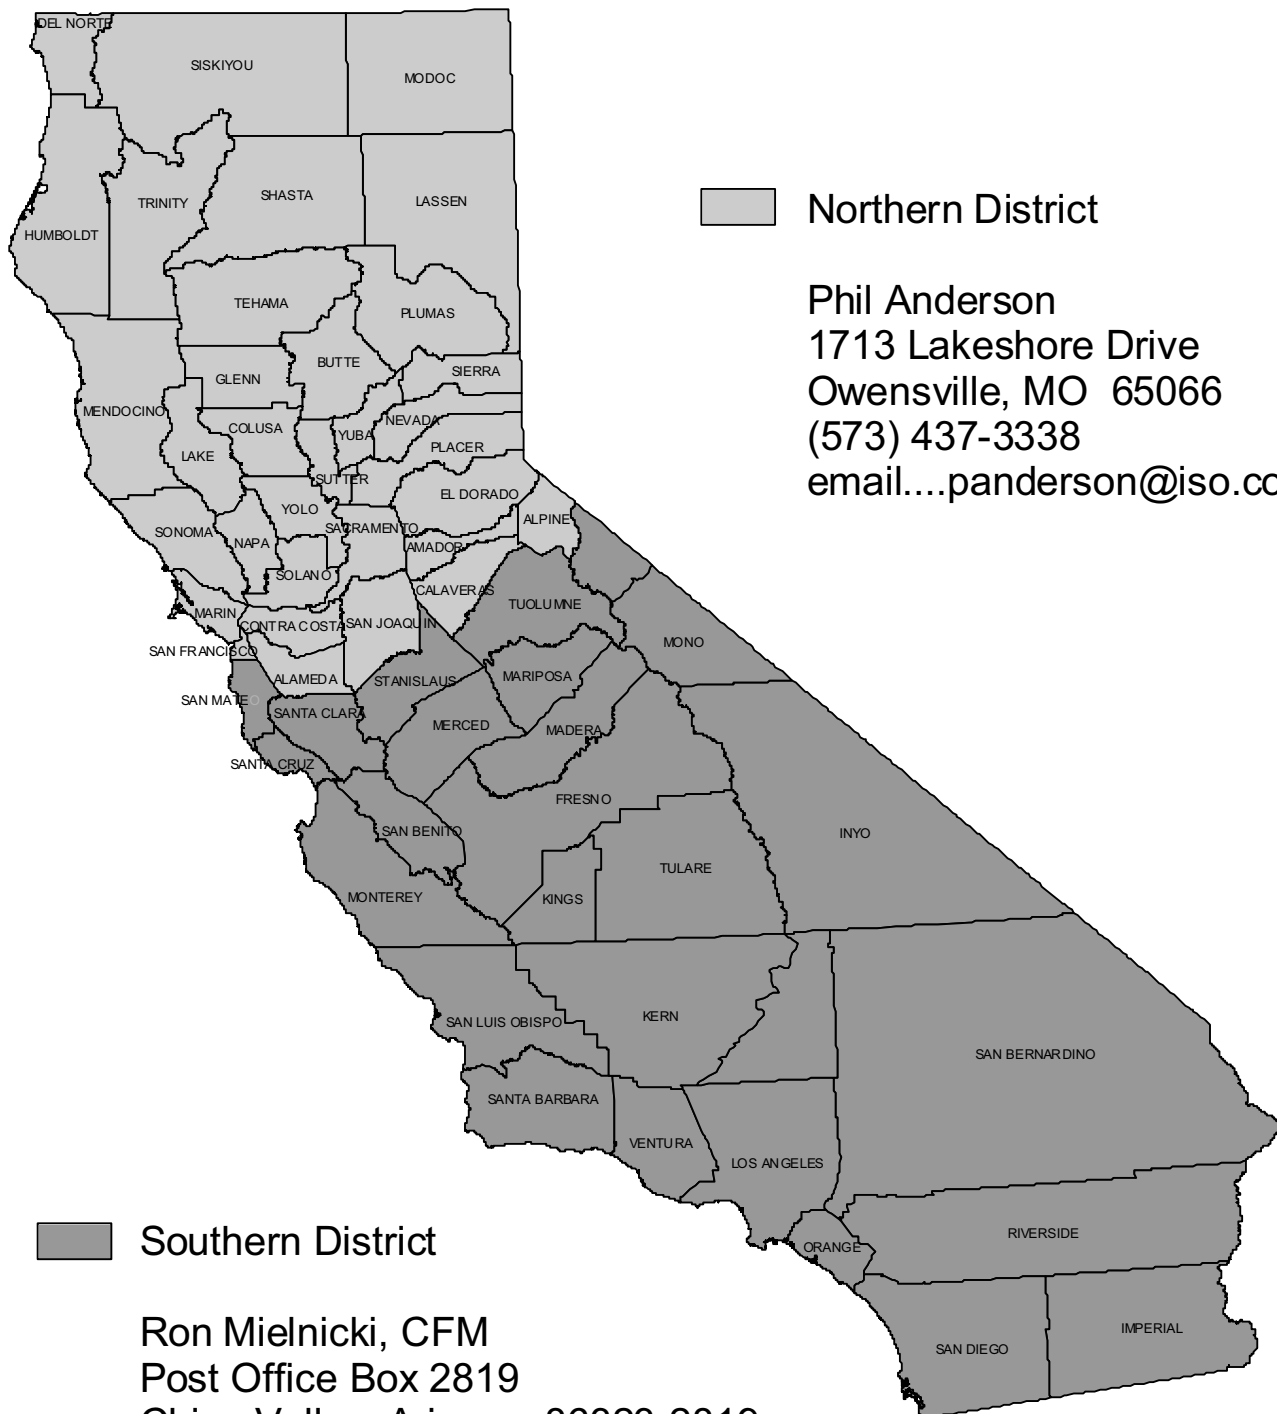 DEL NORTE
SISKIYOU
MODOC
HUMBOLDT
TRINITY
SHASTA
LASSEN
TEHAMA
PLUMAS
BUTTE
GLENN
SIERRA
MENDOCINO
COLUSA
YUBA
NEVADA
LAKE
SUTTER
PLACER
YOLO
EL DORADO
SONOMA
NAPA
SACRAMENTO
ALPINE
SOLANO
AMADOR
CALAVERAS
MARIN
CONTRA COSTA
SAN JOAQUIN
TUOLUMNE
SAN FRANCISCO
MONO
ALAMEDA
STANISLAUS
MARIPOSA
SAN MATEO
SANTA CLARA
MERCED
MADERA
SANTA CRUZ
FRESNO
SAN BENITO
INYO
TULARE
MONTEREY
KINGS
SAN LUIS OBISPO
KERN
SAN BERNARDINO
SANTA BARBARA
VENTURA
LOS ANGELES
ORANGE
RIVERSIDE
SAN DIEGO
IMPERIAL
Northern District
Phil Anderson
1713 Lakeshore Drive
Owensville, MO 65066
(573) 437-3338
email....panderson@iso.co
Southern District
Ron Mielnicki, CFM
Post Office Box 2819